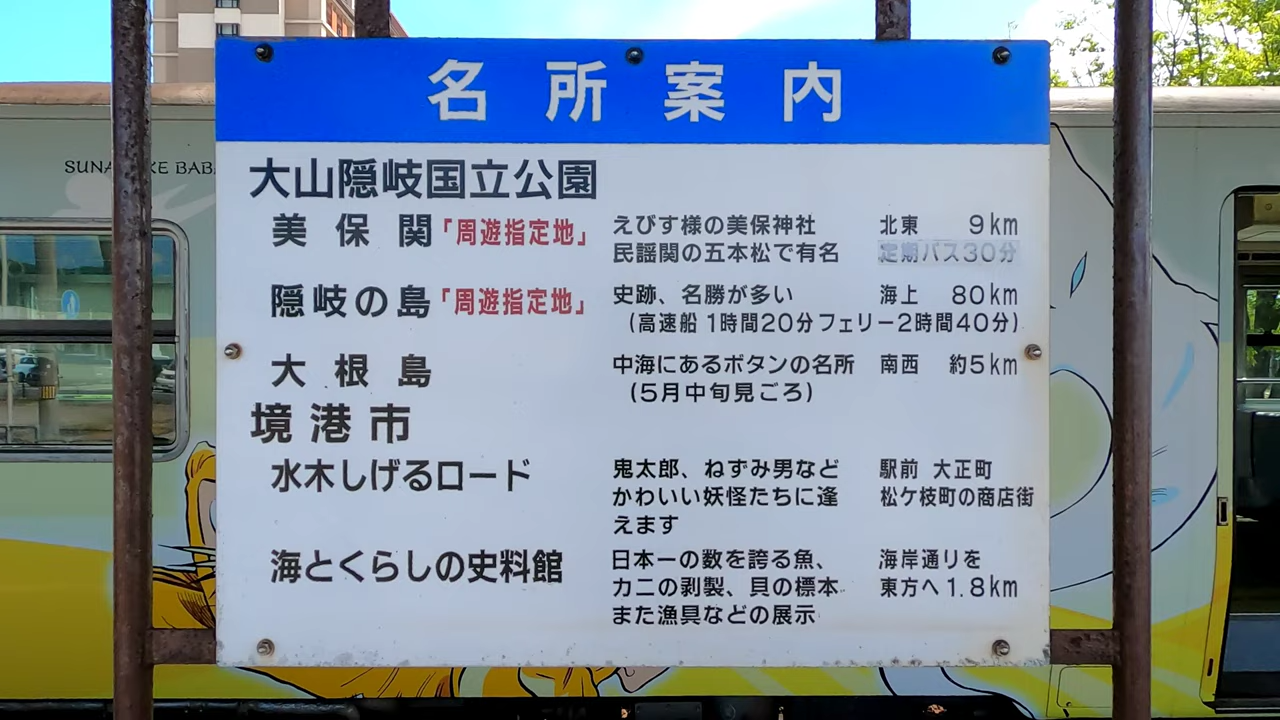 SUNA
KE BAB
名所案内
大山隠岐国立公園
美保関「周遊指定地」 えびす様の美保神社 北東 9km
民謡関の五本松で有名 定期バス30分
隠岐の島「周遊指定地」 史跡、名勝が多い 海上 80km
(高速船1時間20分フェリー2時間40分)
大根島 中海にあるボタンの名所 南西 約5km
(5月中旬見ごろ)
境港市
水木しげるロード 鬼太郎、ねずみ男など 駅前 大正町
かわいい妖怪たちに逢 松ケ枝町の商店街
えます
海とくらしの史料館 日本一の数を誇る魚、 海岸通りを
カニの剥製、貝の標本 東方へ1.8km
また漁具などの展示